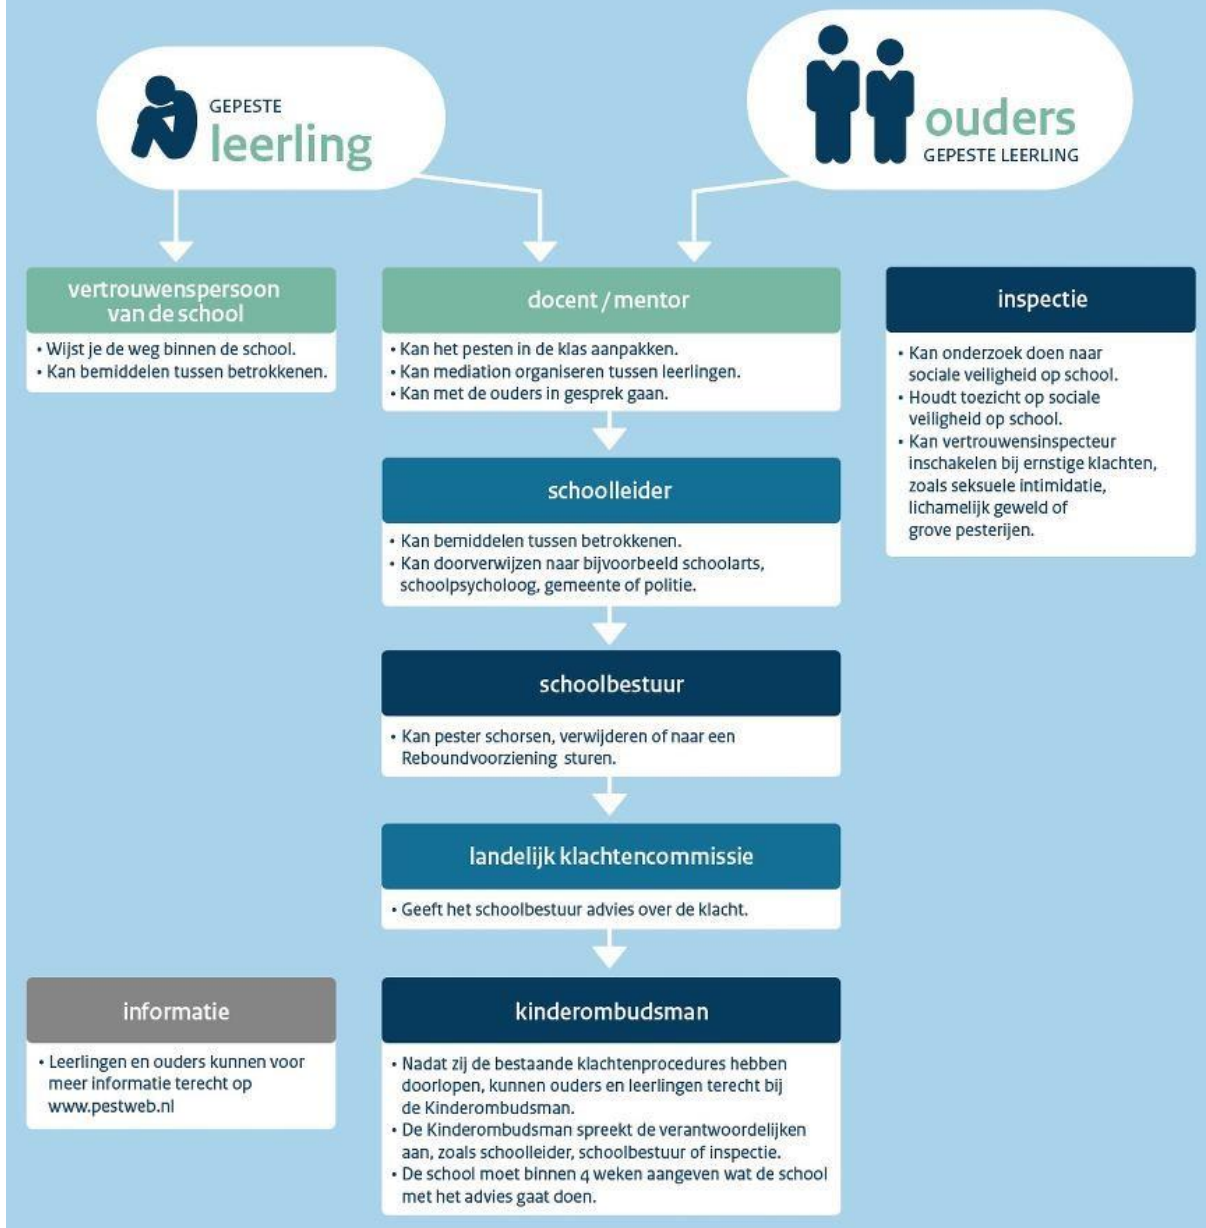 GEPESTE
leerling
ouders
GEPESTE LEERLING
vertrouwenspersoon
van de school
• Wijst je de weg binnen de school.
• Kan bemiddelen tussen betrokkenen.
docent / mentor
• Kan het pesten in de klas aanpakken.
• Kan mediation organiseren tussen leerlingen.
• Kan met de ouders in gesprek gaan.
inspectie
• Kan onderzoek doen naar
sociale veiligheid op school.
• Houdt toezicht op sociale
veiligheid op school.
• Kan vertrouwensinspecteur
inschakelen bij ernstige klachten,
zoals seksuele intimidatie,
lichamelijk geweld of
grove pesterijen.
schoolleider
• Kan bemiddelen tussen betrokkenen.
• Kan doorverwijzen naar bijvoorbeeld schoolarts,
schoolpsycholoog, gemeente of politie.
schoolbestuur
• Kan pester schorsen, verwijderen of naar een
Reboundvoorziening sturen.
landelijk klachtencommissie
• Geeft het schoolbestuur advies over de klacht.
informatie
• Leerlingen en ouders kunnen voor
meer informatie terecht op
www.pestweb.nl
kinderombudsman
• Nadat zij de bestaande klachtenprocedures hebben
doorlopen, kunnen ouders en leerlingen terecht bij
de Kinderombudsman.
• De Kinderombudsman spreekt de verantwoordelijken
aan, zoals schoolleider, schoolbestuur of inspectie.
• De school moet binnen 4 weken aangeven wat de school
met het advies gaat doen.